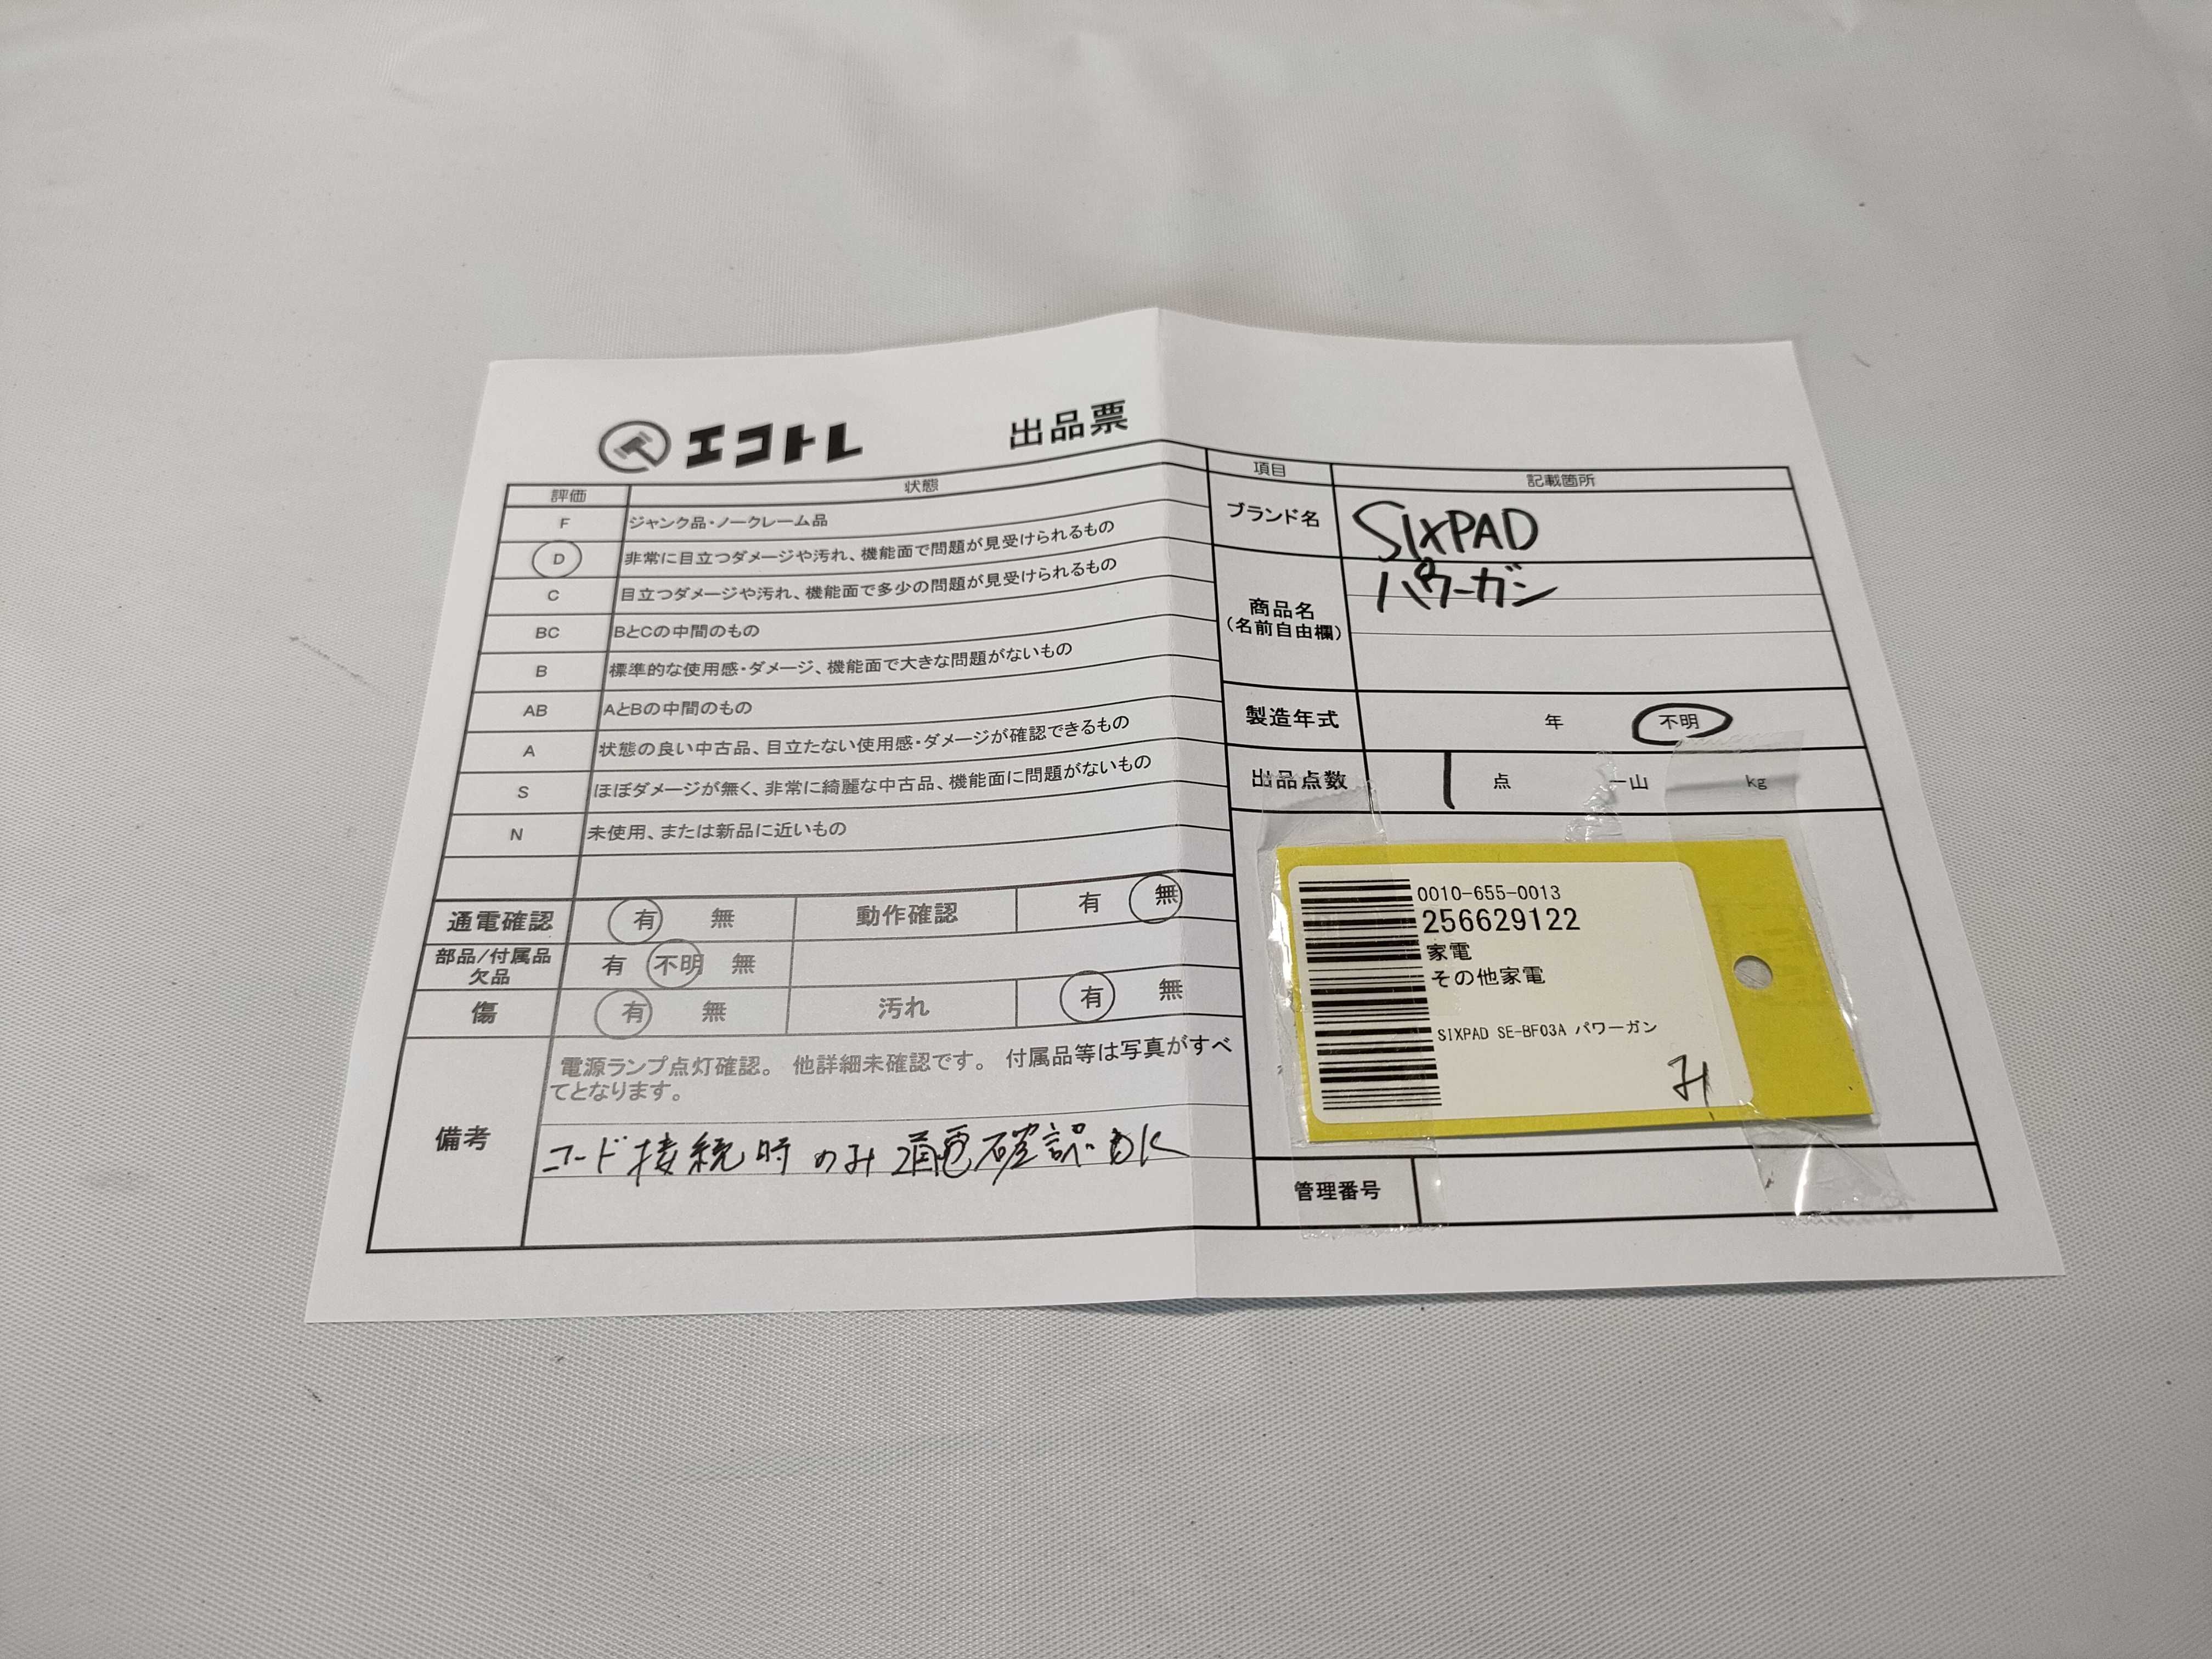 エコトレ 出品票
評価 状態
F ジャンク品・ノークレーム品
D 非常に目立つダメージや汚れ、機能面で問題が見受けられるもの
C 目立つダメージや汚れ、機能面で多少の問題が見受けられるもの
BC BとCの中間のもの
B 標準的な使用感・ダメージ、機能面で大きな問題がないもの
AB AとBの中間のもの
A 状態の良い中古品、目立たない使用感・ダメージが確認できるもの
S ほぼダメージが無く、非常に綺麗な中古品、機能面に問題がないもの
N 未使用、または新品に近いもの
通電確認 有 無 動作確認 有 無
部品/付属品
欠品 有 不明 無
傷 有 無 汚れ 有 無
備考
電源ランプ点灯確認。 他詳細未確認です。 付属品等は写真がすべ
てとなります。
コード接続時のみ通電確認OK
項目 記載箇所
ブランド名 SIXPAD
商品名
(名前自由欄)
パワーガン
製造年式 年 不明
出品点数 1 点 一山 kg
0010-655-0013
256629122
家電
その他家電
SIXPAD SE-BF03A パワーガン
み
管理番号